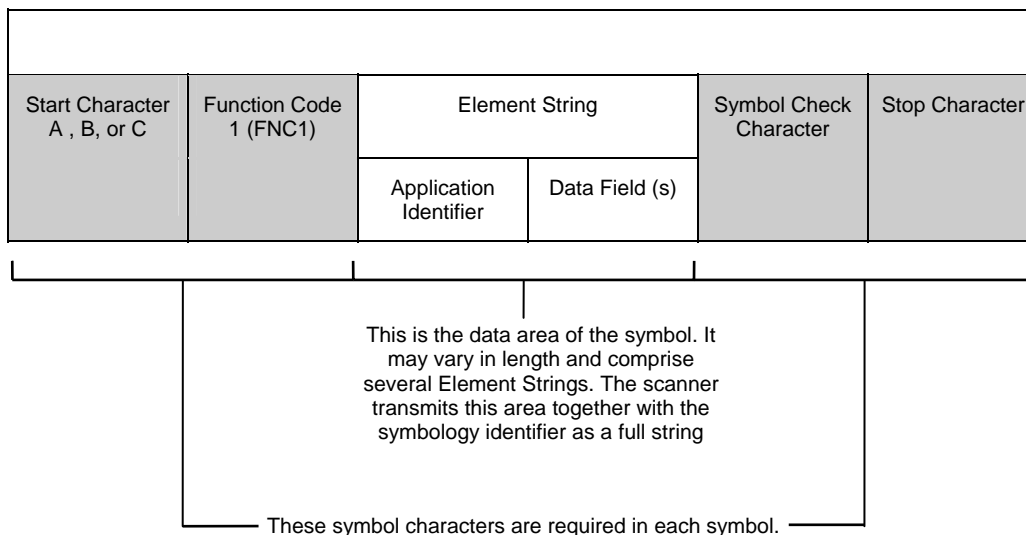 Start Character
A , B, or C
Function Code
1 (FNC1)
Element String
Symbol Check
Character
Stop Character
Application
Identifier
Data Field (s)
This is the data area of the symbol. It
may vary in length and comprise
several Element Strings. The scanner
transmits this area together with the
symbology identifier as a full string
These symbol characters are required in each symbol.